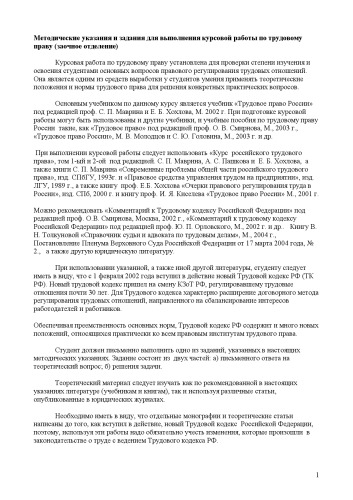 Методические указания и задания для выполнения курсовой работы по трудовому
праву (заочное отделение)
Курсовая работа по трудовому праву установлена для проверки степени изучения и
освоения студентами основных вопросов правового регулирования трудовых отношений.
Она является одним из средств выработки у студентов умения применять теоретические
положения и нормы трудового права для решения конкретных практических вопросов.
Основным учебником по данному курсу является учебник «Трудовое право России»
под редакцией проф. С. П. Маврина и Е. Б. Хохлова, М. 2002 г. При подготовке курсовой
работы могут быть использованы и другие учебники, и учебные пособия по трудовому праву
России такие, как «Трудовое право» под редакцией проф. О. В. Смирнова, М., 2003 г.,
«Трудовое право России», М. В. Молодцов и С. Ю. Головина, М., 2003 г. и др.
При выполнении курсовой работы следует использовать «Курс российского трудового
права», том 1-ый и 2-ой под редакцией С. П. Маврина, А. С. Пашкова и Е. Б. Хохлова, а
также книги С. П. Маврина «Современные проблемы общей части российского трудового
права», изд. СПбГУ, 1993г. и «Правовые средства управления трудом на предприятии», изд.
ЛГУ, 1989 г., а также книгу проф. Е.Б. Хохлова «Очерки правового регулирования труда в
России», изд. СПб, 2000 г. и книгу проф. И. Я. Киселева «Трудовое право России» М., 2001 г.
Можно рекомендовать «Комментарий к Трудовому кодексу Российской Федерации» под
редакцией проф. О.В. Смирнова, Москва, 2002 г., «Комментарий к трудовому кодексу
Российской Федерации» под редакцией проф. Ю. П. Орловского, М., 2002 г. и др. Книгу В.
Н. Толкуновой «Справочник судьи и адвоката по трудовым делам», М., 2004 г.,
Постановление Пленума Верховного Суда Российской Федерации от 17 марта 2004 года, №
2., а также другую юридическую литературу.
При использовании указанной, а также иной другой литературы, студенту следует
иметь в виду, что с 1 февраля 2002 года вступил в действие новый Трудовой кодекс РФ (ТК
РФ). Новый трудовой кодекс пришел на смену КЗоТ РФ, регулировавшему трудовые
отношения почти 30 лет. Для Трудового кодекса характерно расширение договорного метода
регулирования трудовых отношений, направленного на сбалансирование интересов
работодателей и работников.
Обеспечивая преемственность основных норм, Трудовой кодекс РФ содержит и много новых
положений, относящихся практически ко всем правовым институтам трудового права.
Студент должен письменно выполнить одно из заданий, указанных в настоящих
методических указаниях. Задание состоит из двух частей: а) письменного ответа на
теоретический вопрос; б) решения задачи.
Теоретический материал следует изучать как по рекомендованной в настоящих
указаниях литературе (учебникам и книгам), так и используя различные статьи,
опубликованные в юридических журналах.
Необходимо иметь в виду, что отдельные монографии и теоретические статьи
написаны до того, как вступил в действие, новый Трудовой кодекс Российской Федерации,
поэтому, используя эти работы надо обязательно учесть изменения, которые произошли в
законодательстве о труде с ведением Трудового кодекса РФ.
1